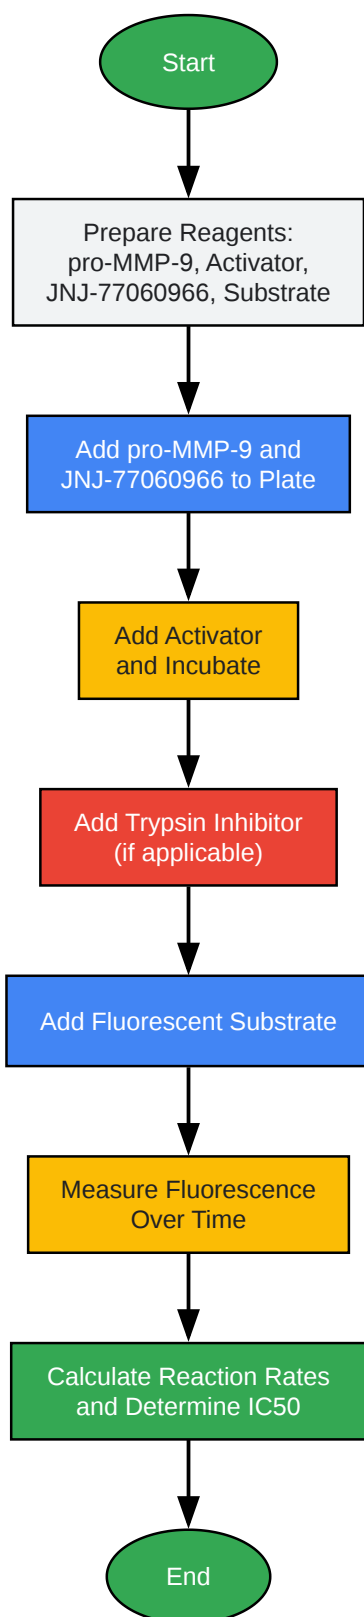 Start
Prepare Reagents:
pro-MMP-9, Activator,
JNJ-77060966, Substrate
Add pro-MMP-9 and
JNJ-77060966 to Plate
Add Activator
and Incubate
Add Trypsin Inhibitor
(if applicable)
Add Fluorescent Substrate
Measure Fluorescence
Over Time
Calculate Reaction Rates
and Determine IC50
End